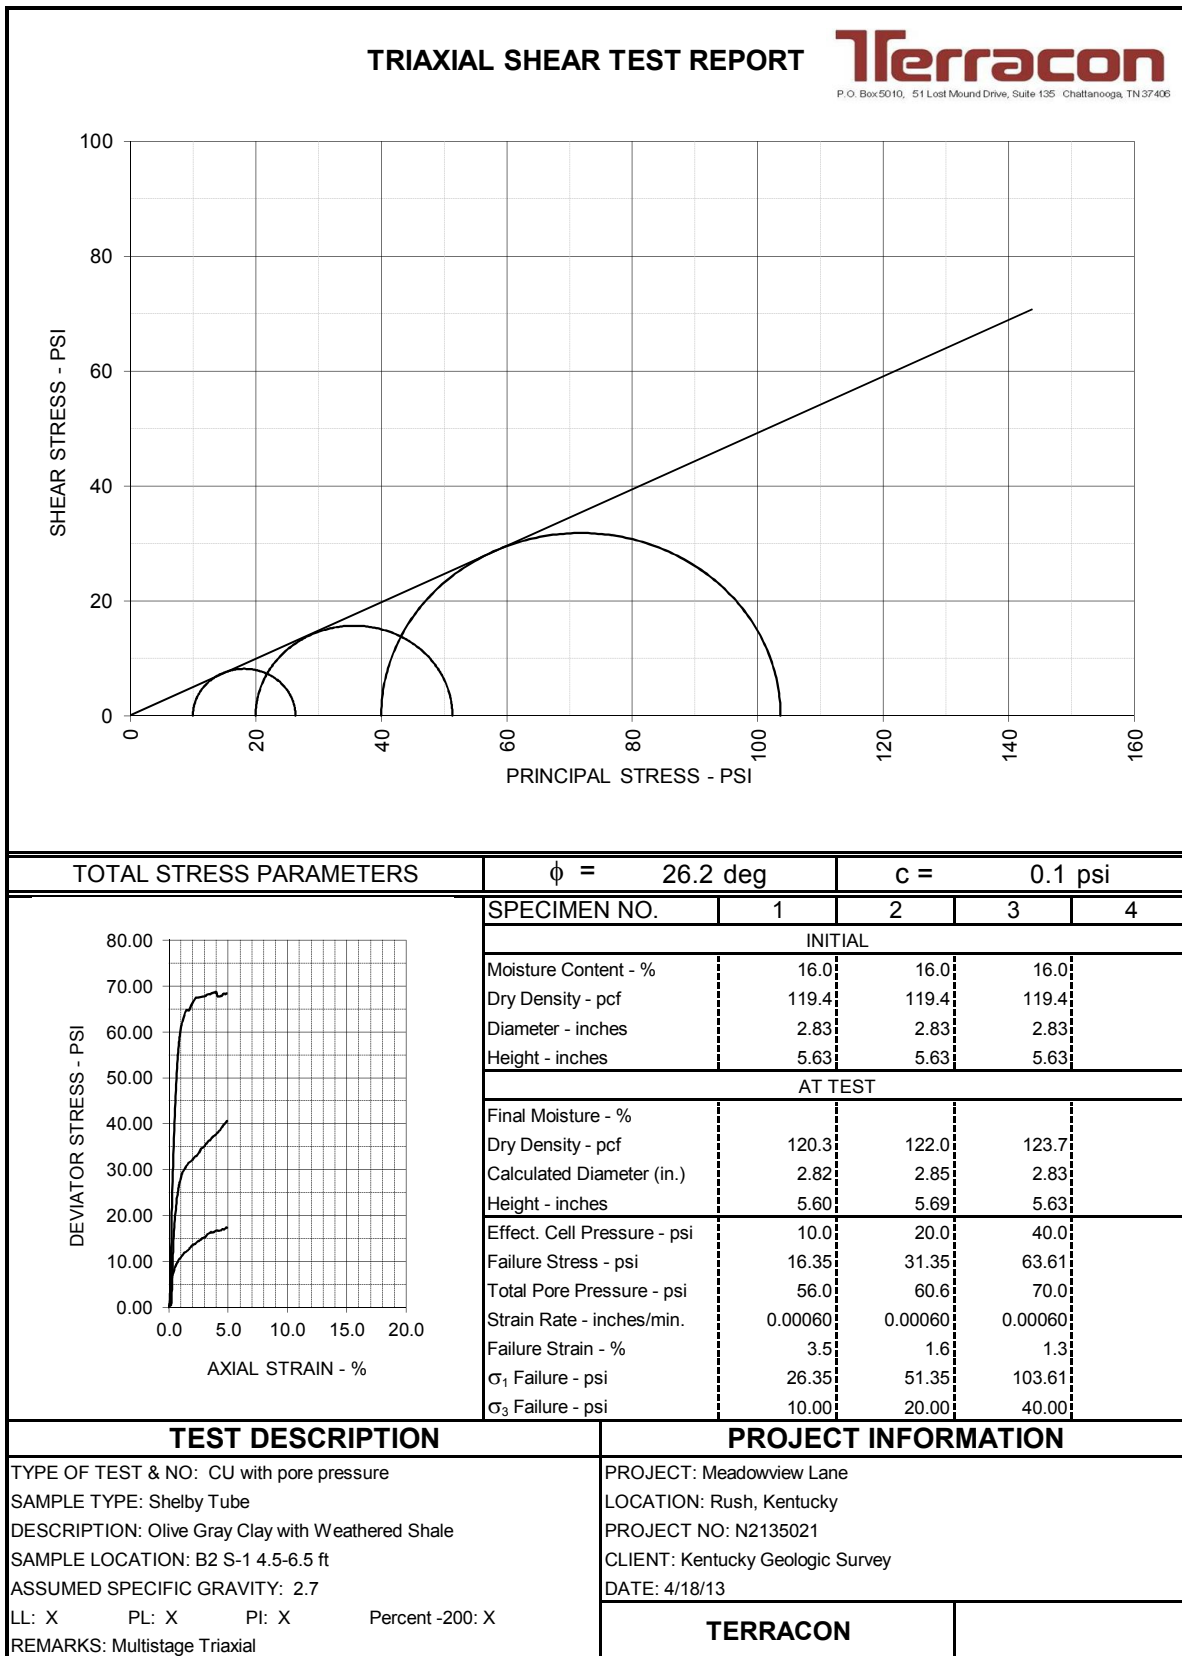 TRIAXIAL SHEAR TEST REPORT
Terracon
P.O. Box 5010, 51 Lost Mound Drive, Suite 135 Chattanooga, TN 37406
SHEAR STRESS - PSI
100
80
60
40
20
0
0 20 40 60 80 100 120 140 160
PRINCIPAL STRESS - PSI
TOTAL STRESS PARAMETERS ϕ = 26.2 deg c = 0.1 psi
DEVIATOR STRESS - PSI
80.00
70.00
60.00
50.00
40.00
30.00
20.00
10.00
0.00
0.0 5.0 10.0 15.0 20.0
AXIAL STRAIN - %
SPECIMEN NO. 1 2 3 4
INITIAL
Moisture Content - % 16.0 16.0 16.0
Dry Density - pcf 119.4 119.4 119.4
Diameter - inches 2.83 2.83 2.83
Height - inches 5.63 5.63 5.63
AT TEST
Final Moisture - %
Dry Density - pcf 120.3 122.0 123.7
Calculated Diameter (in.) 2.82 2.85 2.83
Height - inches 5.60 5.69 5.63
Effect. Cell Pressure - psi 10.0 20.0 40.0
Failure Stress - psi 16.35 31.35 63.61
Total Pore Pressure - psi 56.0 60.6 70.0
Strain Rate - inches/min. 0.00060 0.00060 0.00060
Failure Strain - % 3.5 1.6 1.3
σ1 Failure - psi 26.35 51.35 103.61
σ3 Failure - psi 10.00 20.00 40.00
TEST DESCRIPTION
TYPE OF TEST & NO: CU with pore pressure
SAMPLE TYPE: Shelby Tube
DESCRIPTION: Olive Gray Clay with Weathered Shale
SAMPLE LOCATION: B2 S-1 4.5-6.5 ft
ASSUMED SPECIFIC GRAVITY: 2.7
LL: X PL: X PI: X Percent -200: X
REMARKS: Multistage Triaxial
PROJECT INFORMATION
PROJECT: Meadowview Lane
LOCATION: Rush, Kentucky
PROJECT NO: N2135021
CLIENT: Kentucky Geologic Survey
DATE: 4/18/13
TERRACON